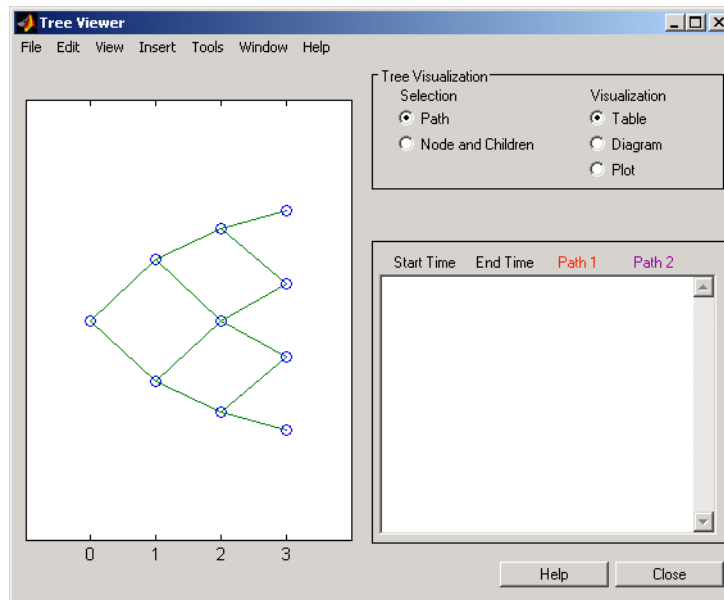 Tree Viewer
File Edit View Insert Tools Window Help
Tree Visualization
Selection Visualization
Path Table
Node and Children Diagram
Plot
Start Time End Time Path 1 Path 2
0 1 2 3
Help Close